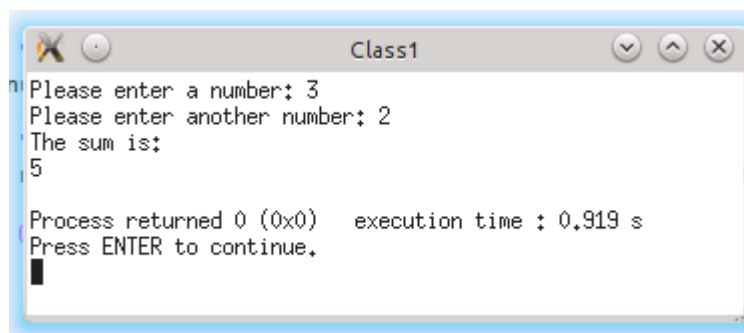 Class1
Please enter a number: 3
Please enter another number: 2
The sum is:
5
Process returned 0 (0x0)   execution time : 0.919 s
Press ENTER to continue.